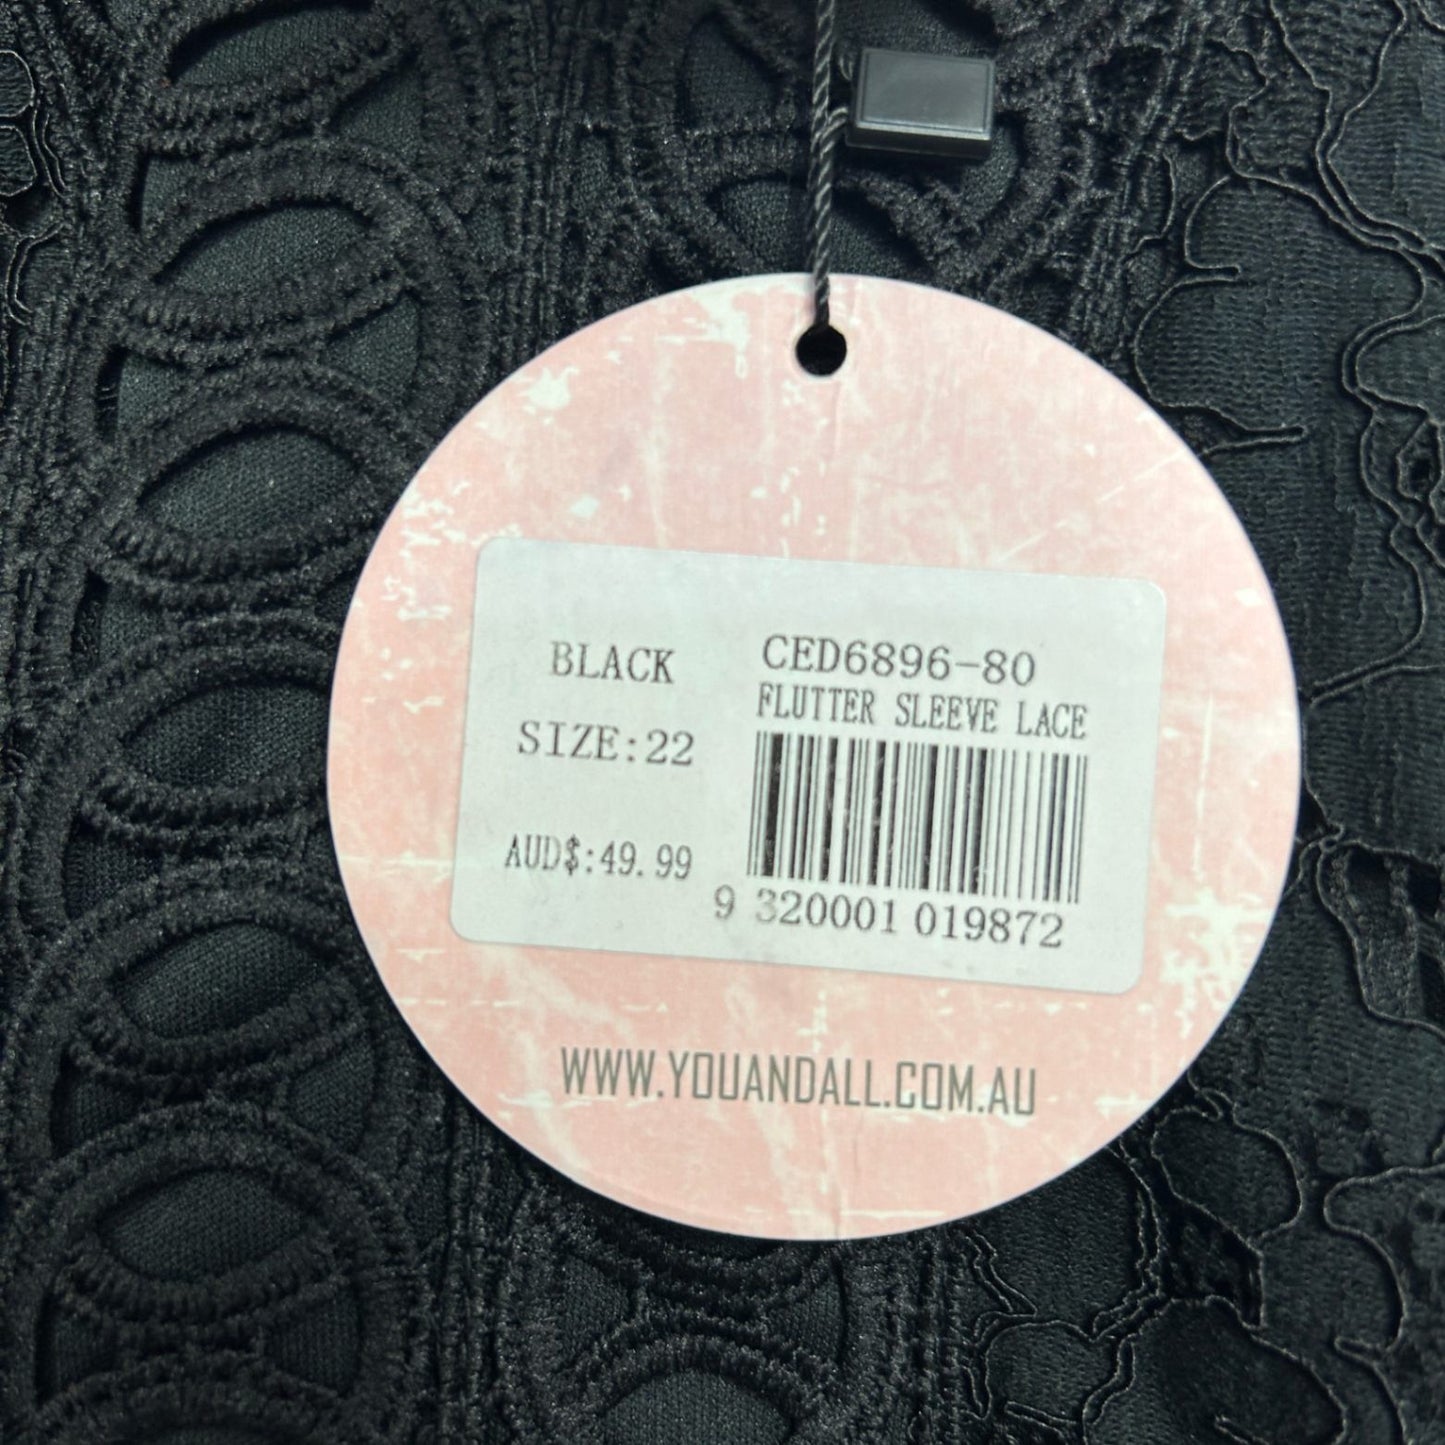 BLACK
SIZE:22
AUD$:49.99
CED6896-80
FLUTTER SLEEVE LACE
9 320001 019872
WWW.YOUANDALL.COM.AU